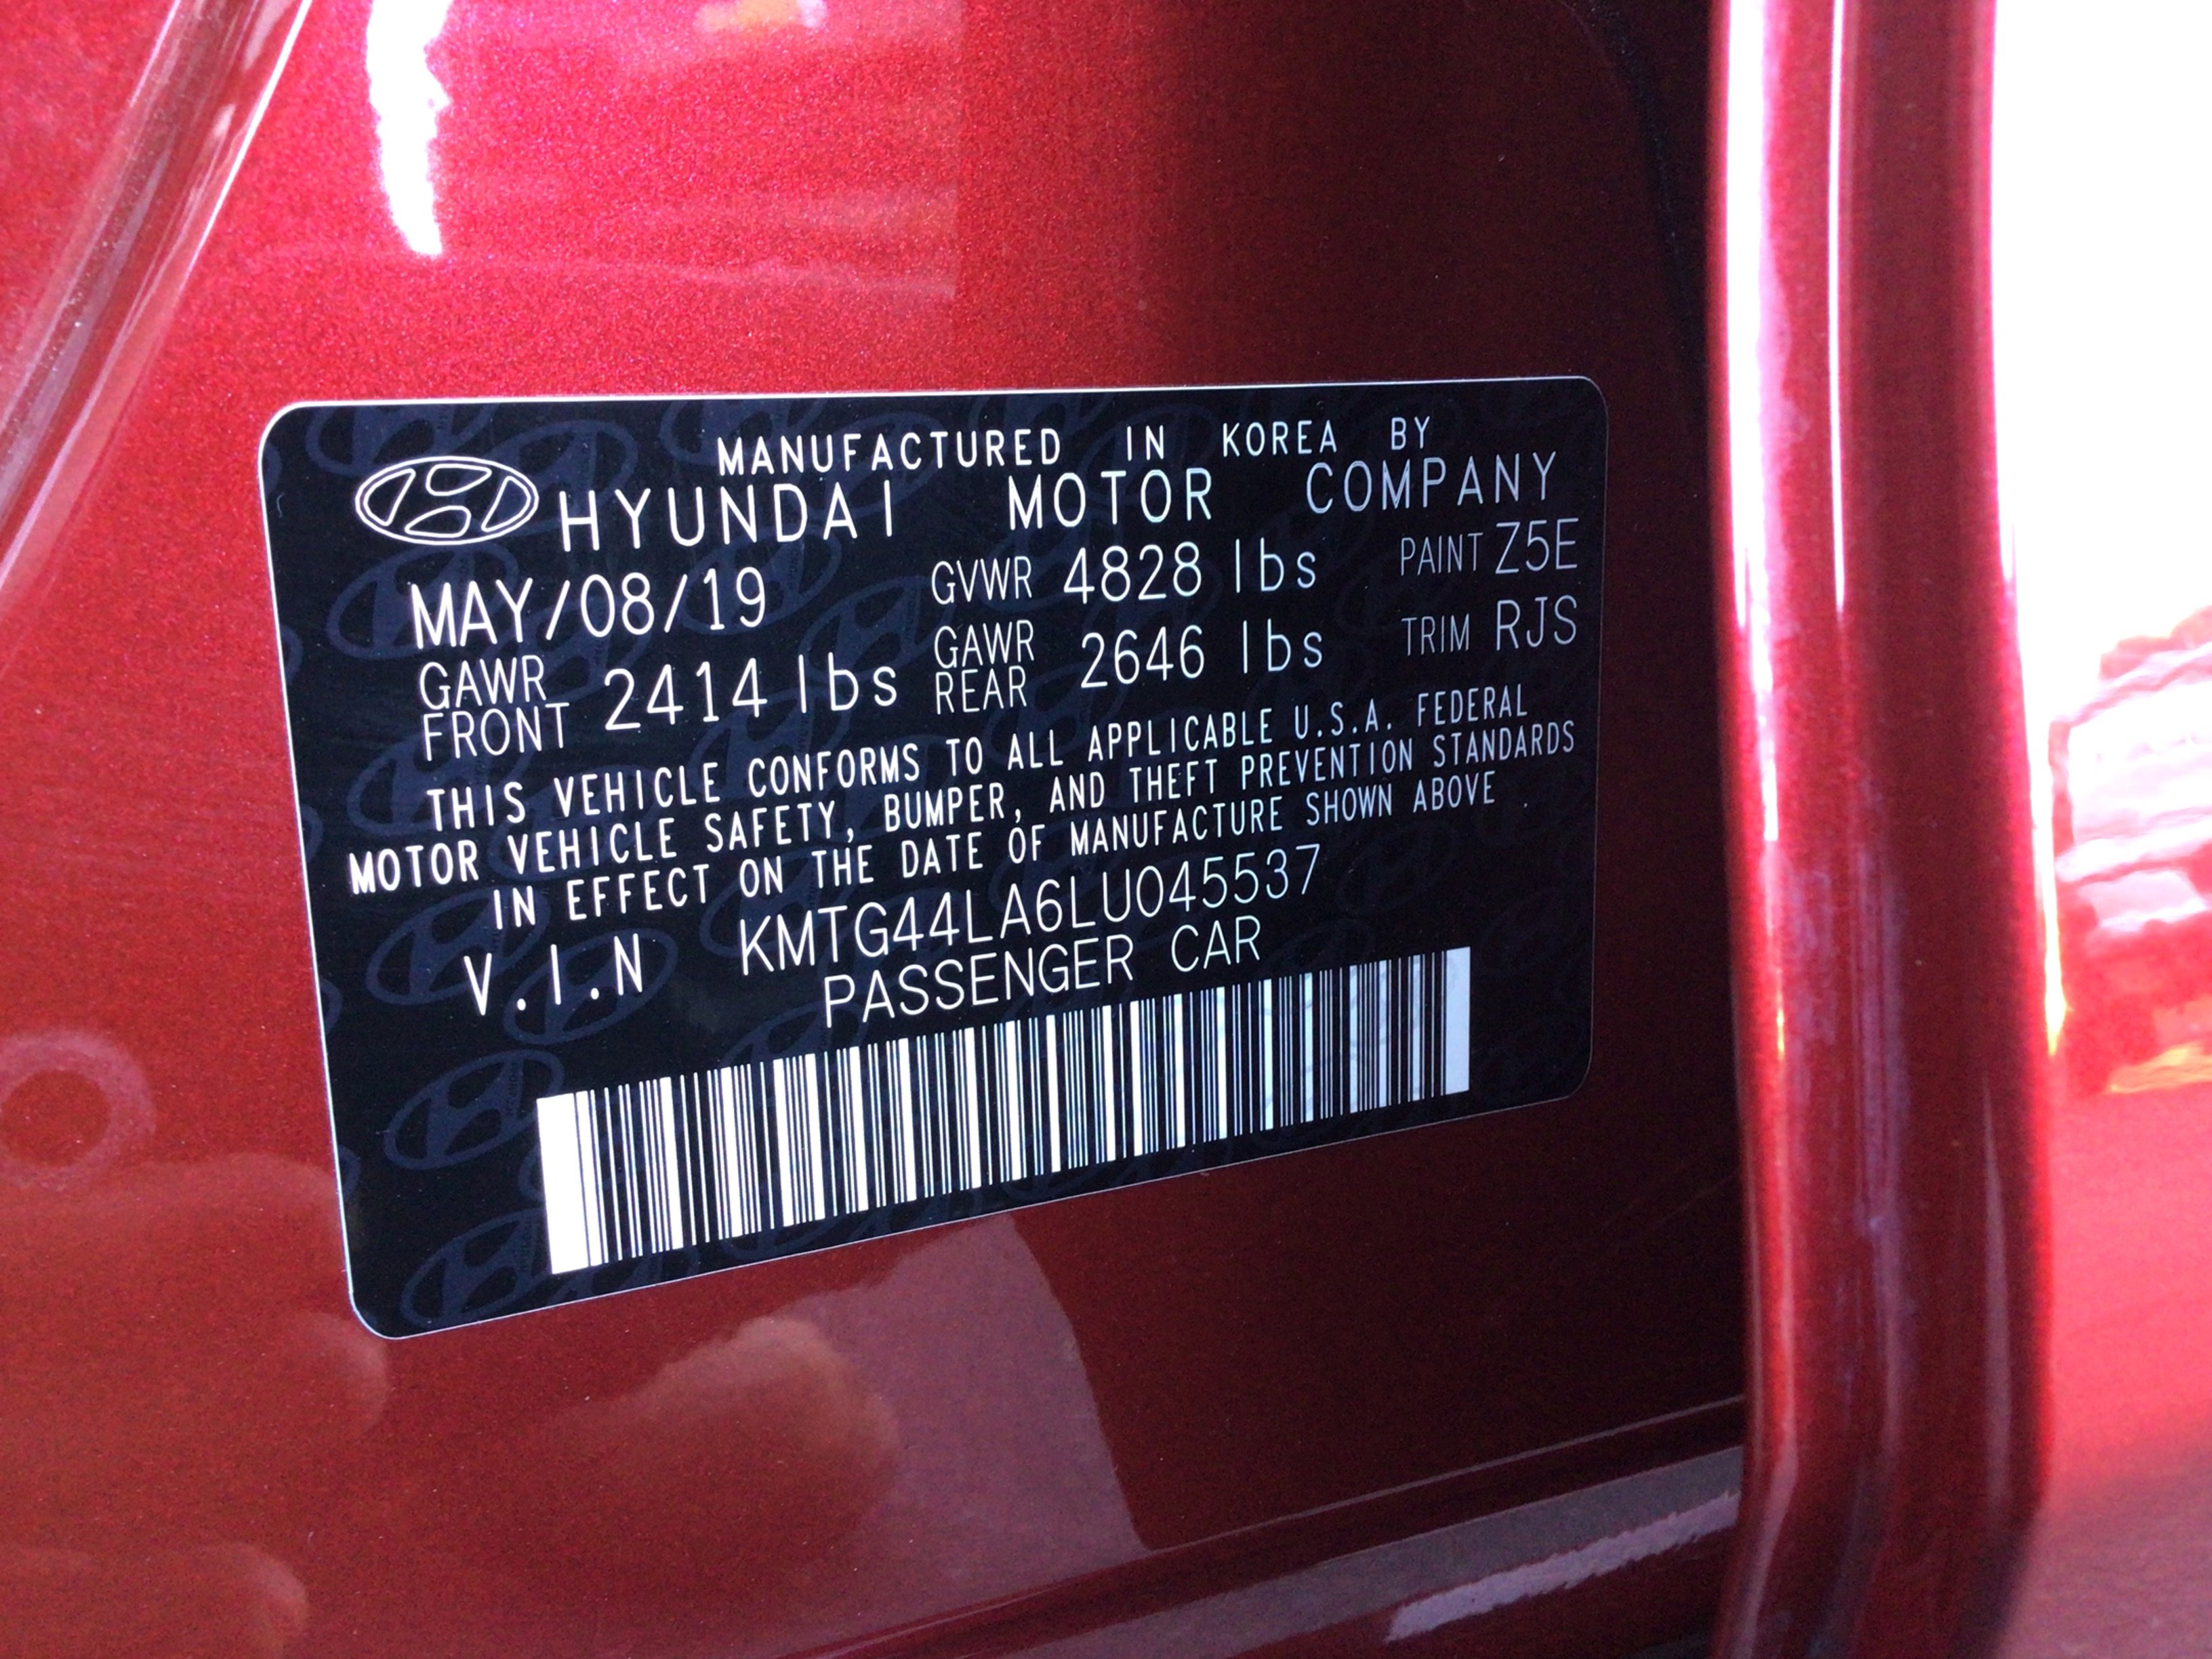 MANUFACTURED IN KOREA BY
HYUNDAI MOTOR COMPANY
MAY/08/19 GVWR 4828 lbs PAINT Z5E
GAWR FRONT 2414 lbs GAWR REAR 2646 lbs TRIM RJS
THIS VEHICLE CONFORMS TO ALL APPLICABLE U.S.A. FEDERAL
MOTOR VEHICLE SAFETY, BUMPER, AND THEFT PREVENTION STANDARDS
IN EFFECT ON THE DATE OF MANUFACTURE SHOWN ABOVE .
V.I.N KMTG44LA6LU045537
PASSENGER CAR